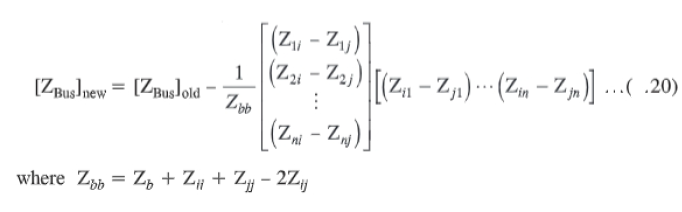 [Z_Bus]_new = [Z_Bus]_old - 1/Z_bb [(Z_1i - Z_1j) (Z_2i - Z_2j) ⋮ (Z_ni - Z_nj)] [(Z_i1 - Z_j1) ⋯ (Z_in - Z_jn)] ...( .20)
where Z_bb = Z_b + Z_ii + Z_jj - 2Z_ij